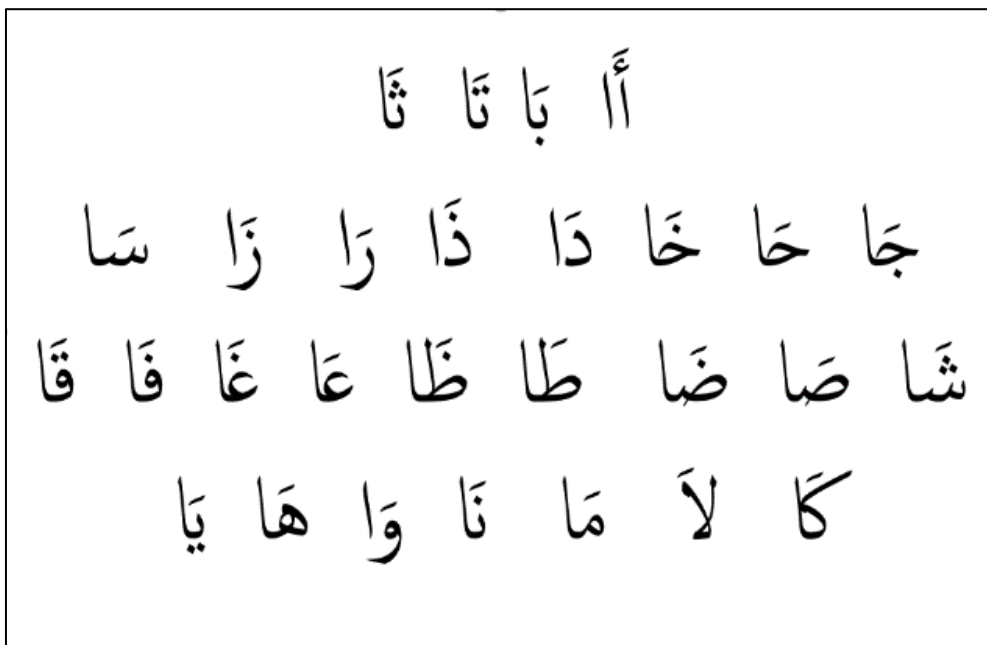 أَا بَا تَا ثَا
جَا حَا خَا دَا ذَا رَا زَا سَا
شَا صَا ضَا طَا ظَا عَا غَا فَا قَا
كَا لاَ مَا نَا وَا هَا يَا